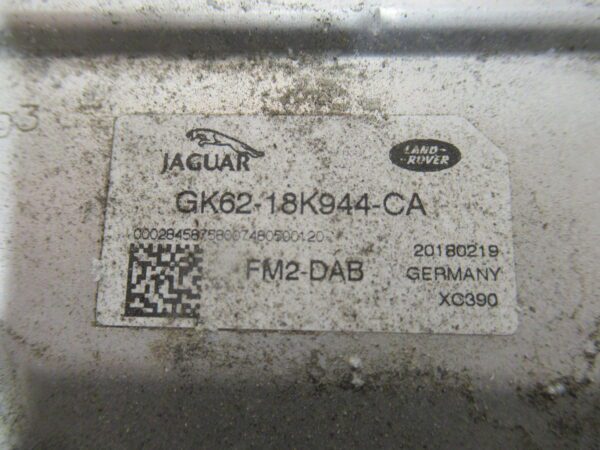 JAGUAR
LAND-
-ROVER
GK62-18K944-CA
FM2-DAB
20180219
GERMANY
XC390